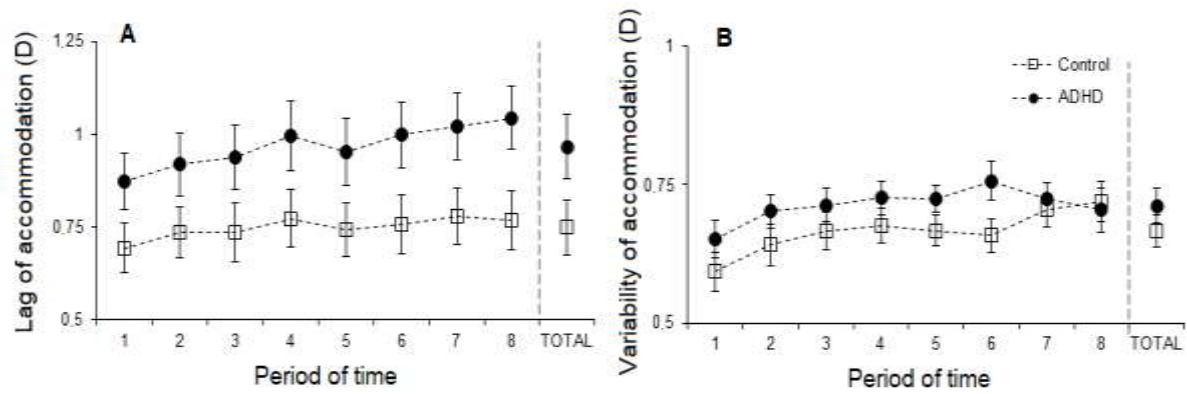 A
Lag of accommodation (D)
1,25
1
0.75
0.5
1 2 3 4 5 6 7 8 TOTAL
Period of time
B
Variability of accommodation (D)
1
0.75
0.5
Control
ADHD
1 2 3 4 5 6 7 8 TOTAL
Period of time